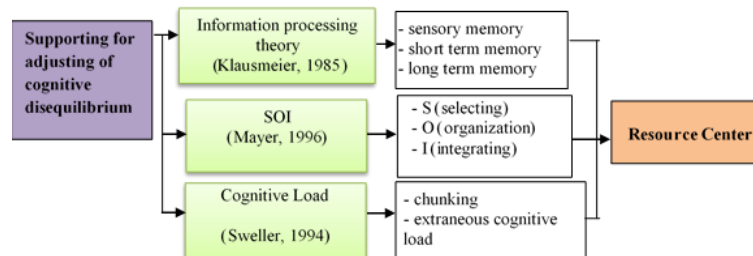 Supporting for
adjusting of
cognitive
disequilibrium
Information processing
theory
(Klausmeier, 1985)
- sensory memory
- short term memory
- long term memory
SOI
(Mayer, 1996)
- S (selecting)
- O (organization)
- I (integrating)
Cognitive Load
(Sweller, 1994)
- chunking
- extraneous cognitive
load
Resource Center